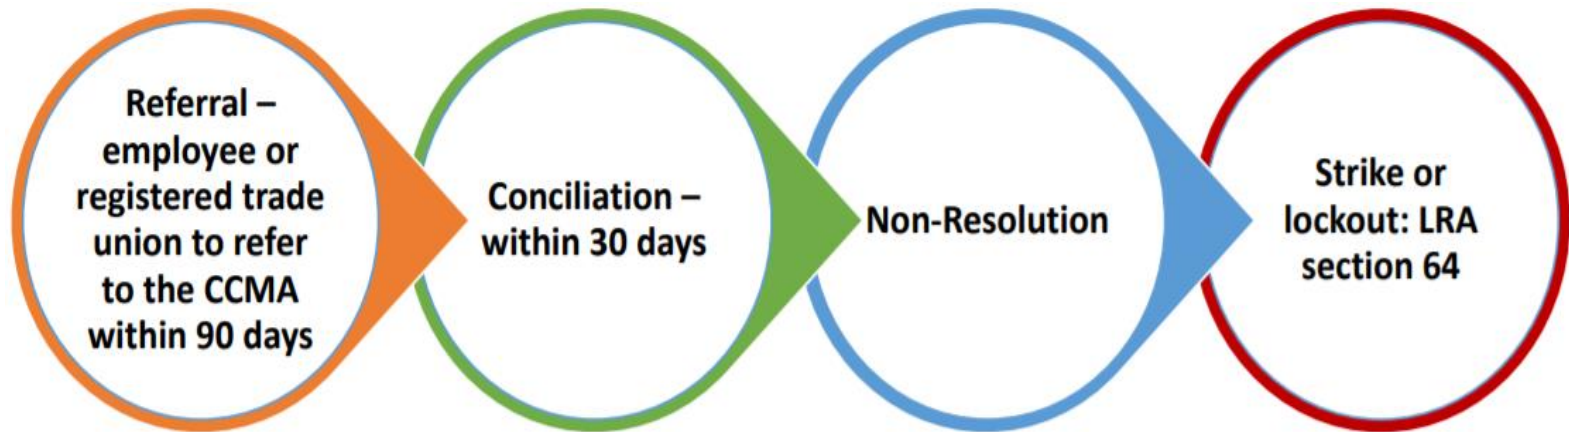 Referral –
employee or
registered trade
union to refer
to the CCMA
within 90 days
Conciliation –
within 30 days
Non-Resolution
Strike or
lockout: LRA
section 64